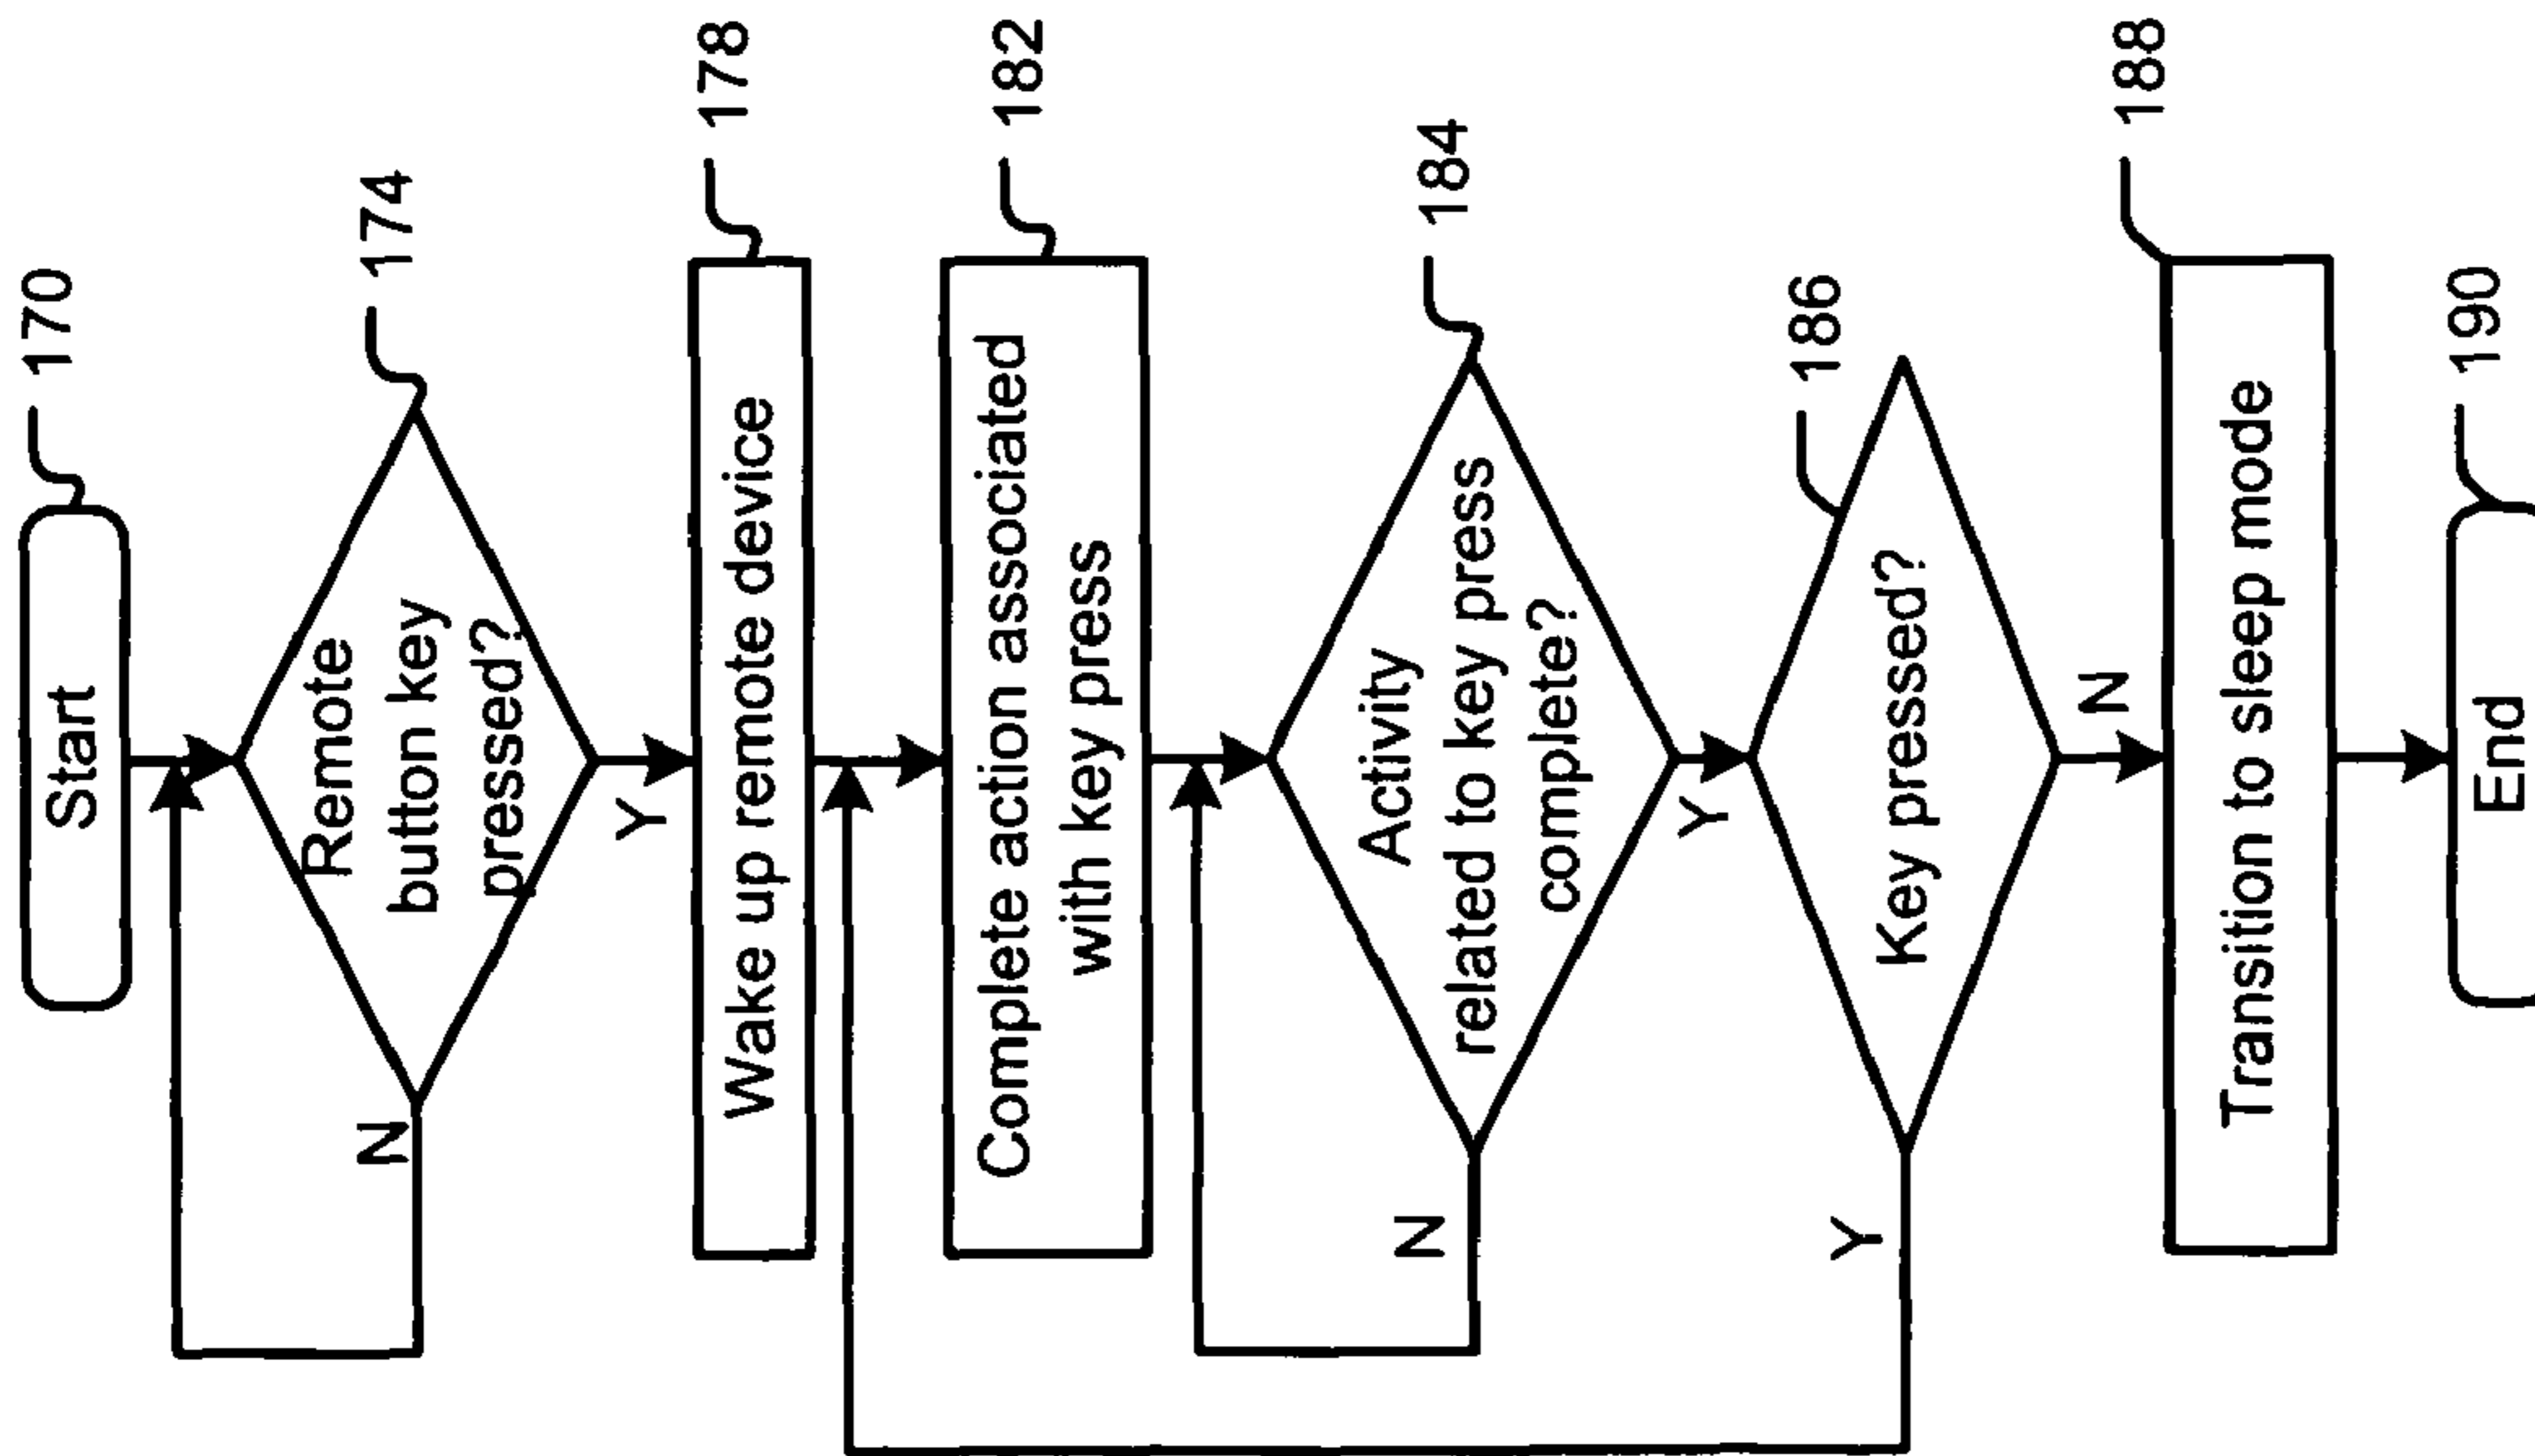 Start
170
Remote
button key
pressed?
174
N
Y
Wake up remote device
178
Complete action associated
with key press
182
Activity
related to key press
complete?
184
N
Y
Key pressed?
186
Y
N
Transition to sleep mode
188
End
190